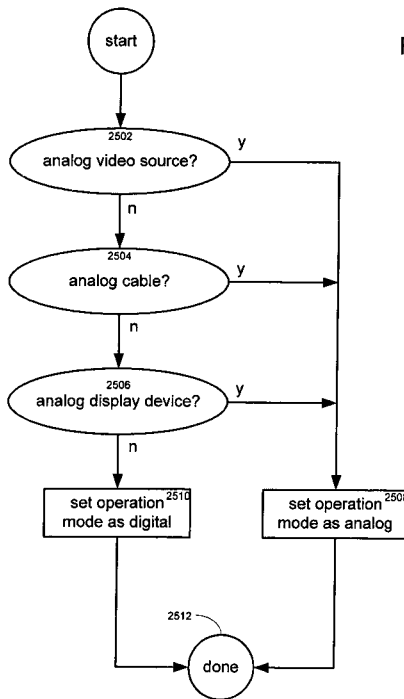 start
2502
analog video source?
y
n
2504
analog cable?
y
n
2506
analog display device?
y
n
set operation 2510
mode as digital
set operation 2508
mode as analog
2512
done